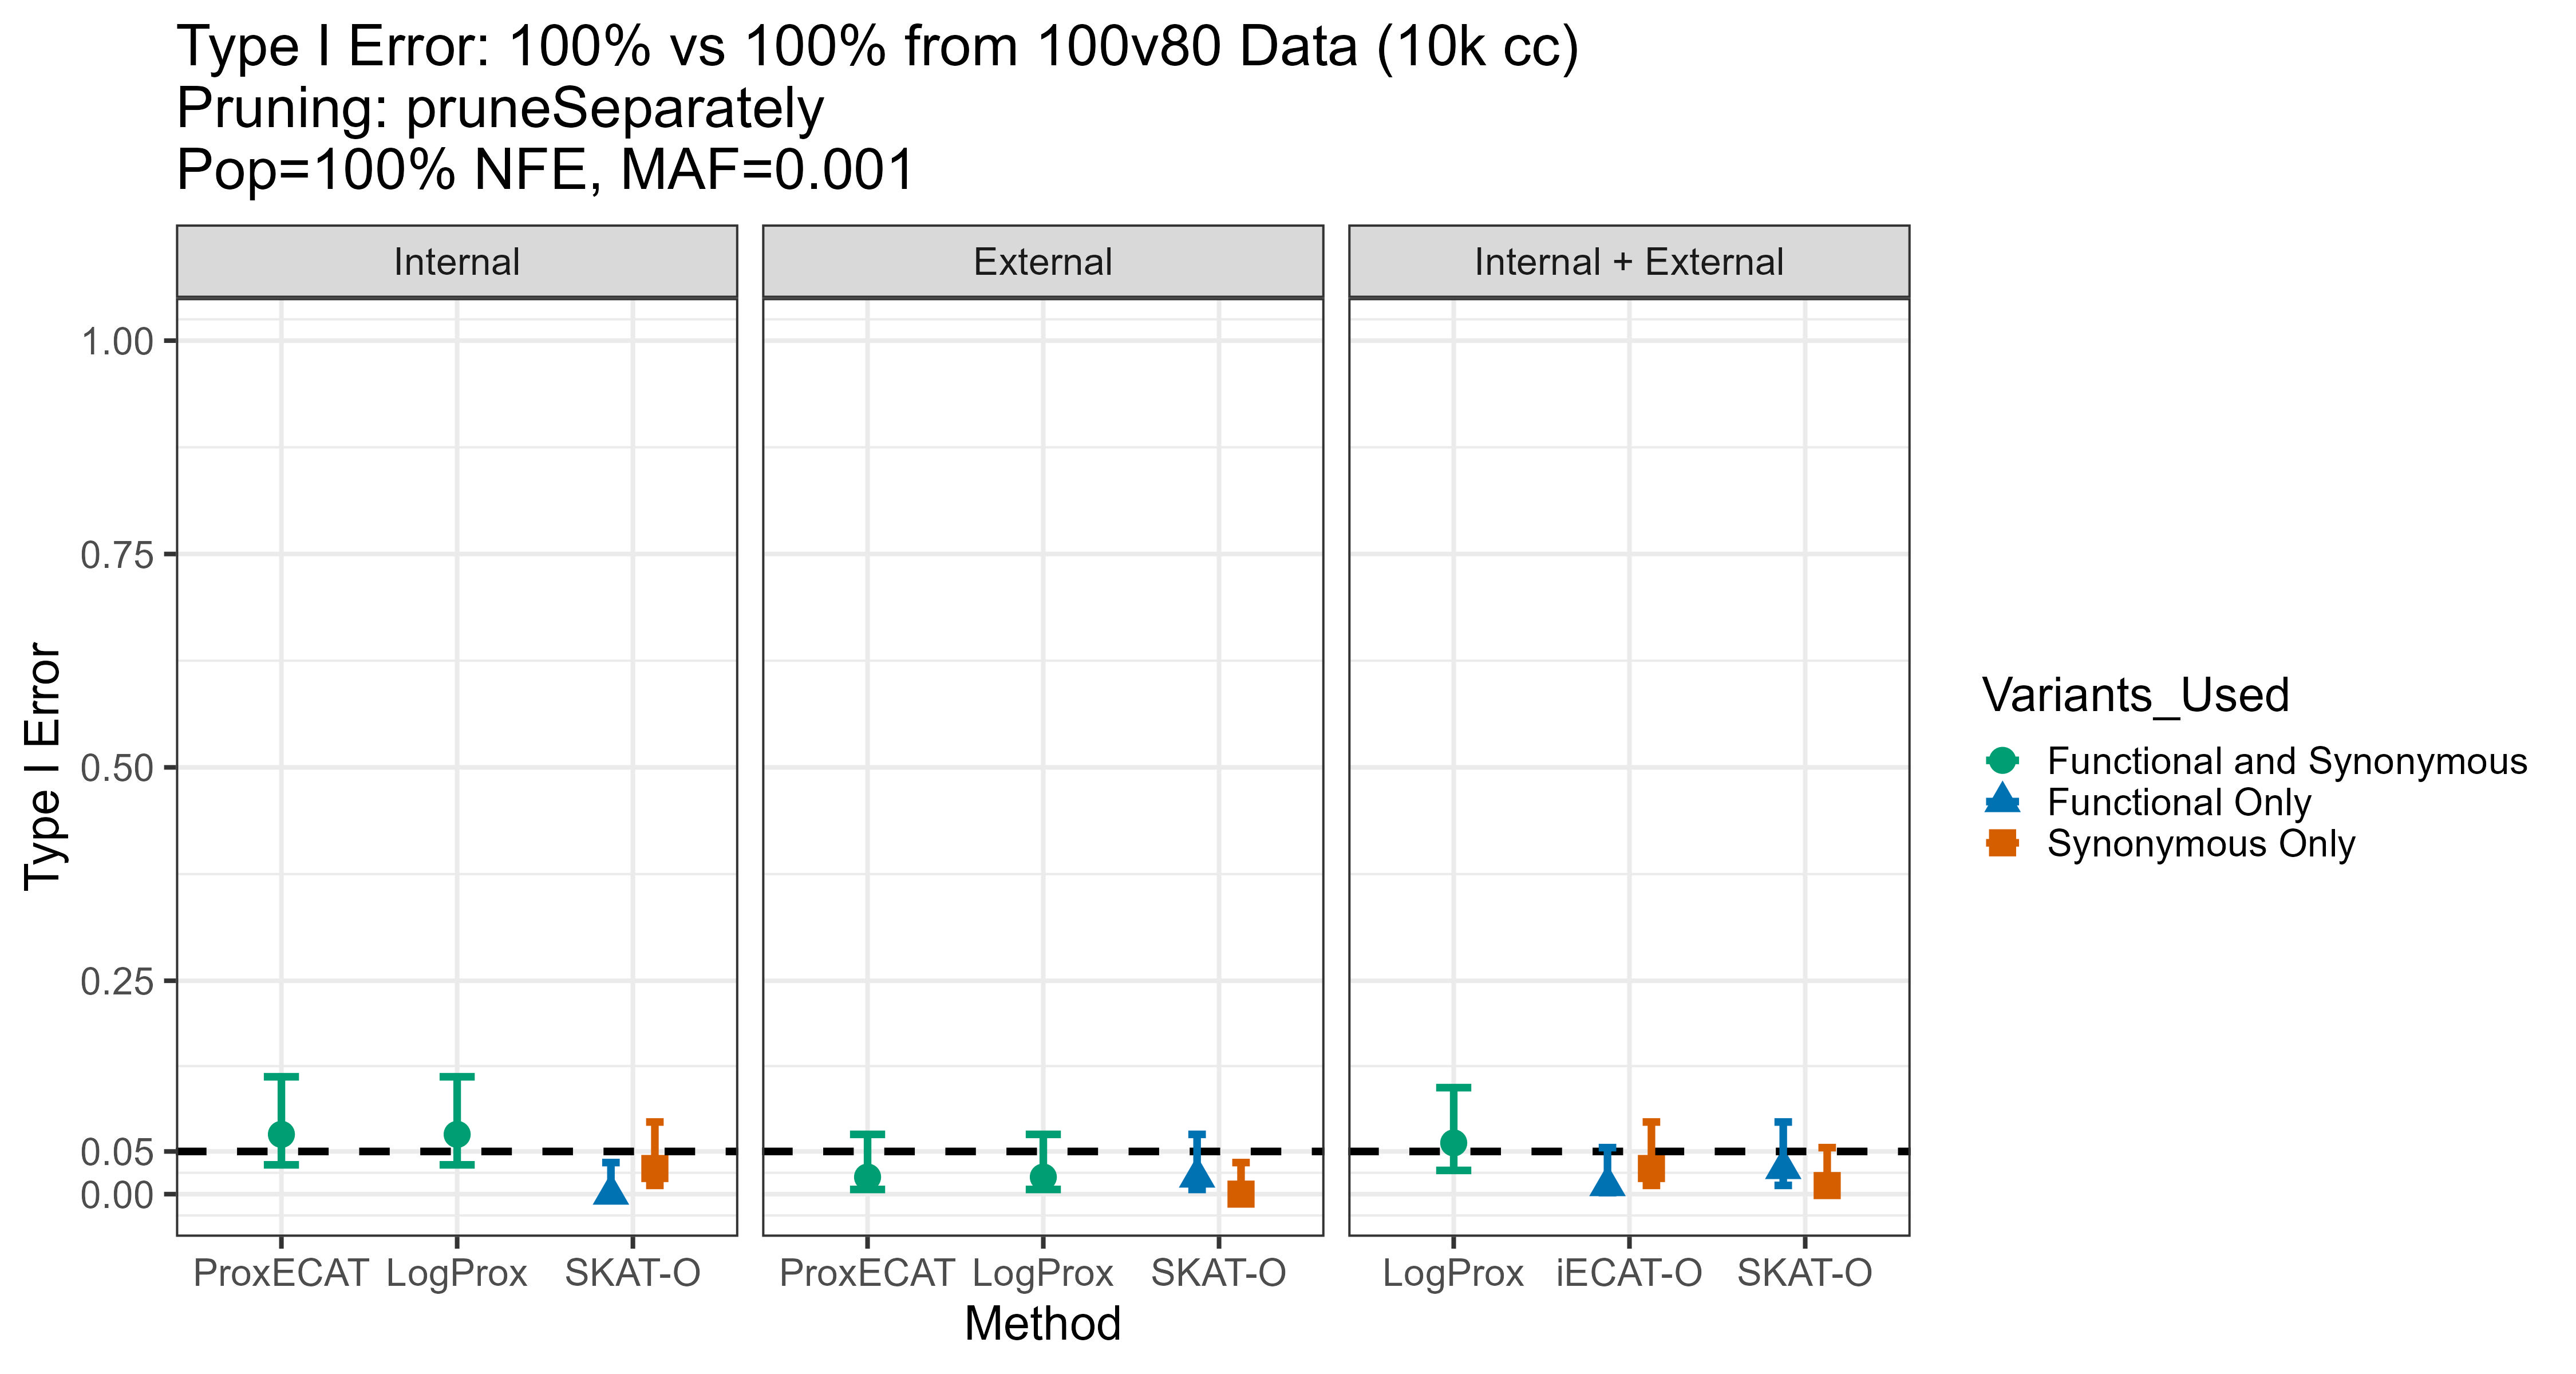 Type I Error: 100% vs 100% from 100v80 Data (10k cc)
Pruning: pruneSeparately
Pop=100% NFE, MAF=0.001
Internal
External
Internal + External
1.00
0.75
0.50
0.25
0.05
0.00
Type I Error
ProxECAT LogProx SKAT-O
ProxECAT LogProx SKAT-O
LogProx iECAT-O SKAT-O
Method
Variants_Used
Functional and Synonymous
Functional Only
Synonymous Only